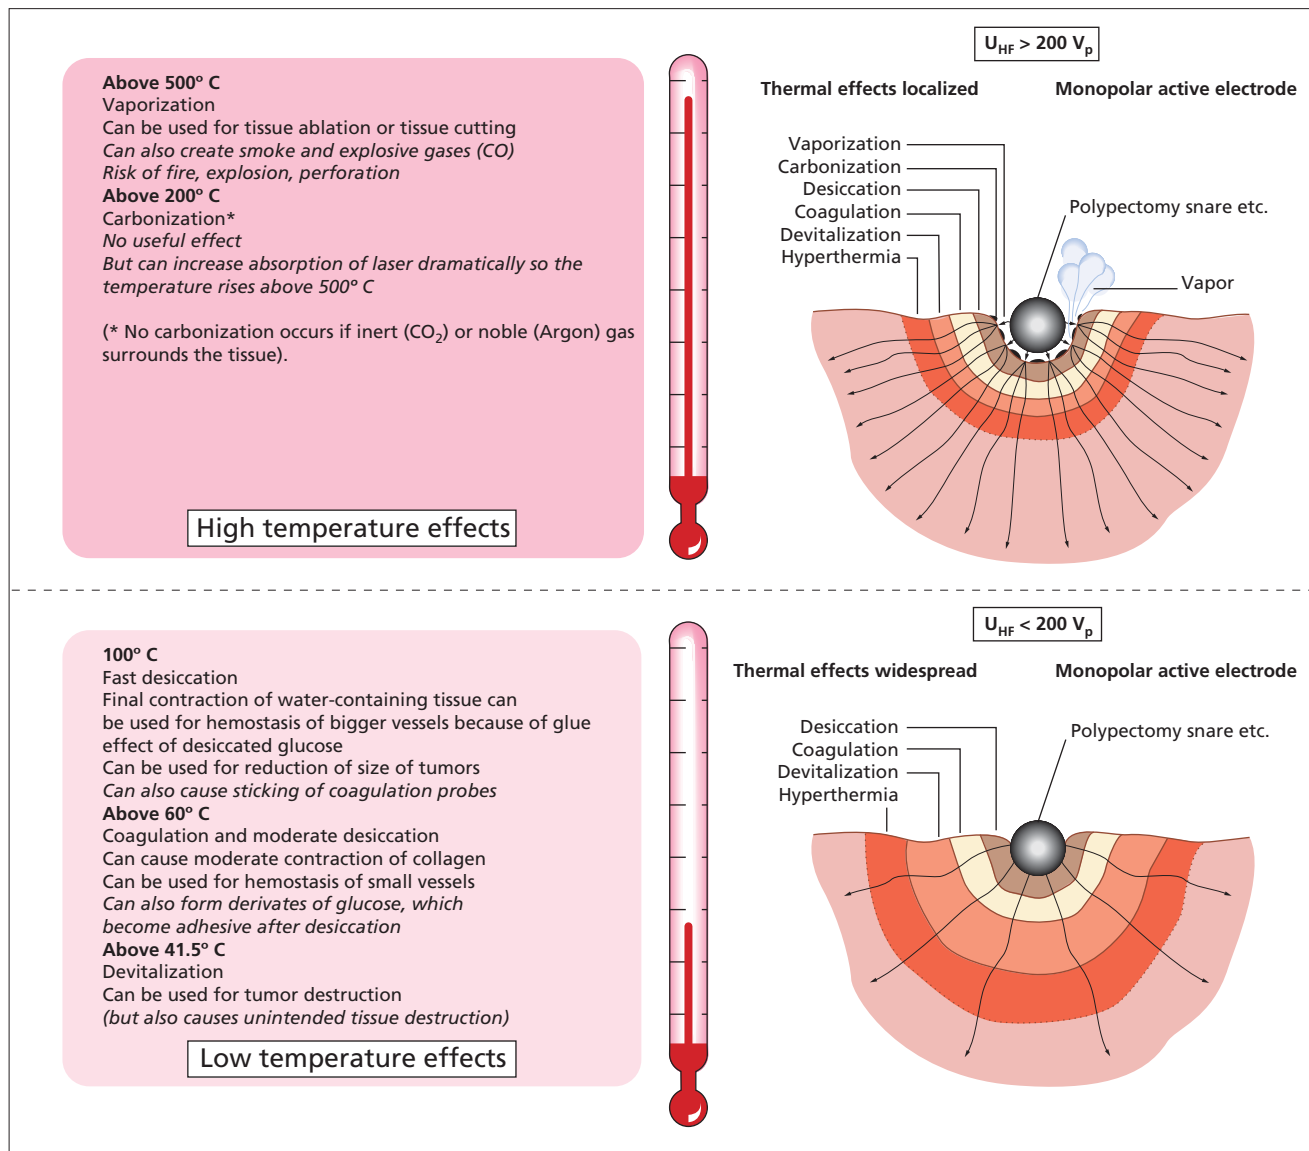 Above 500° C
Vaporization
Can be used for tissue ablation or tissue cutting
Can also create smoke and explosive gases (CO)
Risk of fire, explosion, perforation
Above 200° C
Carbonization*
No useful effect
But can increase absorption of laser dramatically so the
temperature rises above 500° C
(* No carbonization occurs if inert (CO₂) or noble (Argon) gas
surrounds the tissue).
High temperature effects
U_HF > 200 V_p
Thermal effects localized
Monopolar active electrode
Vaporization
Carbonization
Desiccation
Coagulation
Devitalization
Hyperthermia
Polypectomy snare etc.
Vapor
100° C
Fast desiccation
Final contraction of water-containing tissue can
be used for hemostasis of bigger vessels because of glue
effect of desiccated glucose
Can be used for reduction of size of tumors
Can also cause sticking of coagulation probes
Above 60° C
Coagulation and moderate desiccation
Can cause moderate contraction of collagen
Can be used for hemostasis of small vessels
Can also form derivates of glucose, which
become adhesive after desiccation
Above 41.5° C
Devitalization
Can be used for tumor destruction
(but also causes unintended tissue destruction)
Low temperature effects
U_HF < 200 V_p
Thermal effects widespread
Monopolar active electrode
Desiccation
Coagulation
Devitalization
Hyperthermia
Polypectomy snare etc.